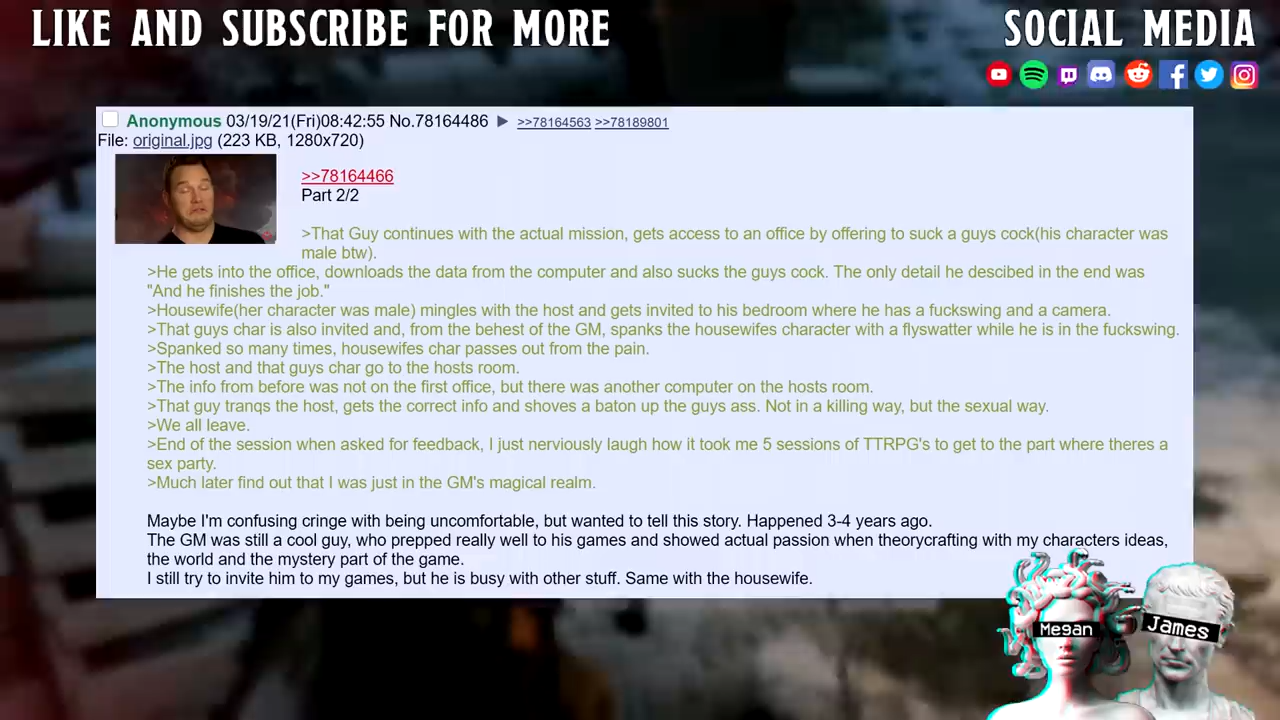 LIKE AND SUBSCRIBE FOR MORE
SOCIAL MEDIA
Anonymous 03/19/21(Fri)08:42:55 No.78164486 ▶ >>78164563 >>78189801
File: original.jpg (223 KB, 1280x720)
>>78164466
Part 2/2
>That Guy continues with the actual mission, gets access to an office by offering to suck a guys cock(his character was
male btw).
>He gets into the office, downloads the data from the computer and also sucks the guys cock. The only detail he descibed in the end was
"And he finishes the job."
>Housewife(her character was male) mingles with the host and gets invited to his bedroom where he has a fuckswing and a camera.
>That guys char is also invited and, from the behest of the GM, spanks the housewifes character with a flyswatter while he is in the fuckswing.
>Spanked so many times, housewifes char passes out from the pain.
>The host and that guys char go to the hosts room.
>The info from before was not on the first office, but there was another computer on the hosts room.
>That guy tranqs the host, gets the correct info and shoves a baton up the guys ass. Not in a killing way, but the sexual way.
>We all leave.
>End of the session when asked for feedback, I just nerviously laugh how it took me 5 sessions of TTRPG's to get to the part where theres a
sex party.
>Much later find out that I was just in the GM's magical realm.
Maybe I'm confusing cringe with being uncomfortable, but wanted to tell this story. Happened 3-4 years ago.
The GM was still a cool guy, who prepped really well to his games and showed actual passion when theorycrafting with my characters ideas,
the world and the mystery part of the game.
I still try to invite him to my games, but he is busy with other stuff. Same with the housewife.
Megan
James